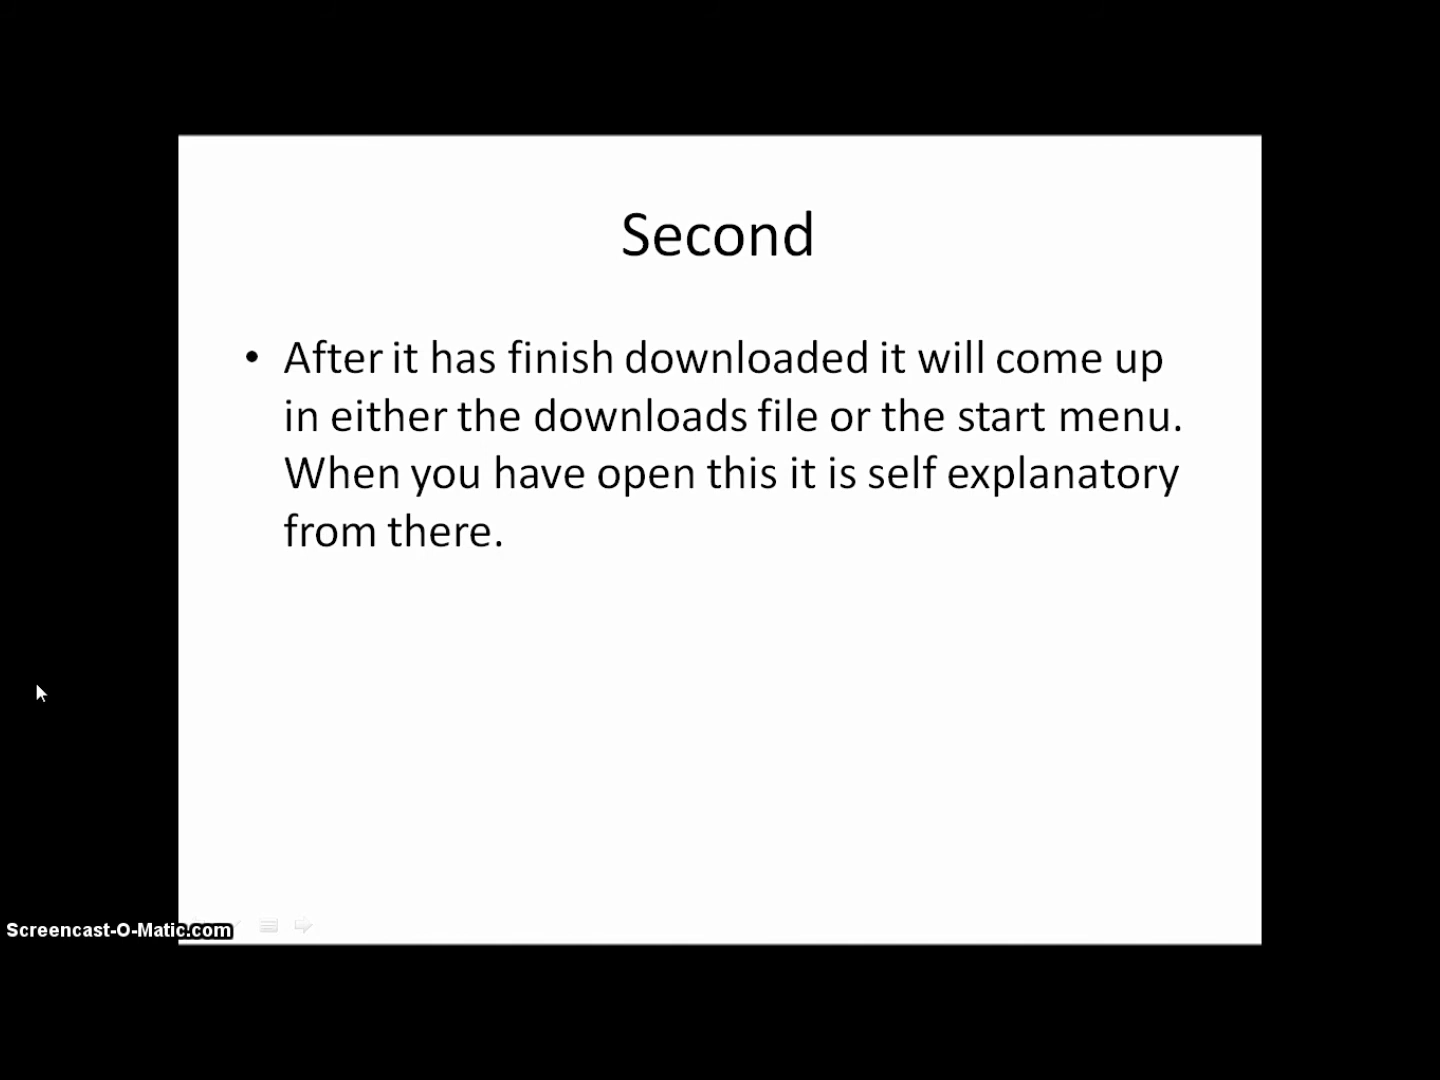 Second
• After it has finish downloaded it will come up
in either the downloads file or the start menu.
When you have open this it is self explanatory
from there.
Screencast-O-Matic.com